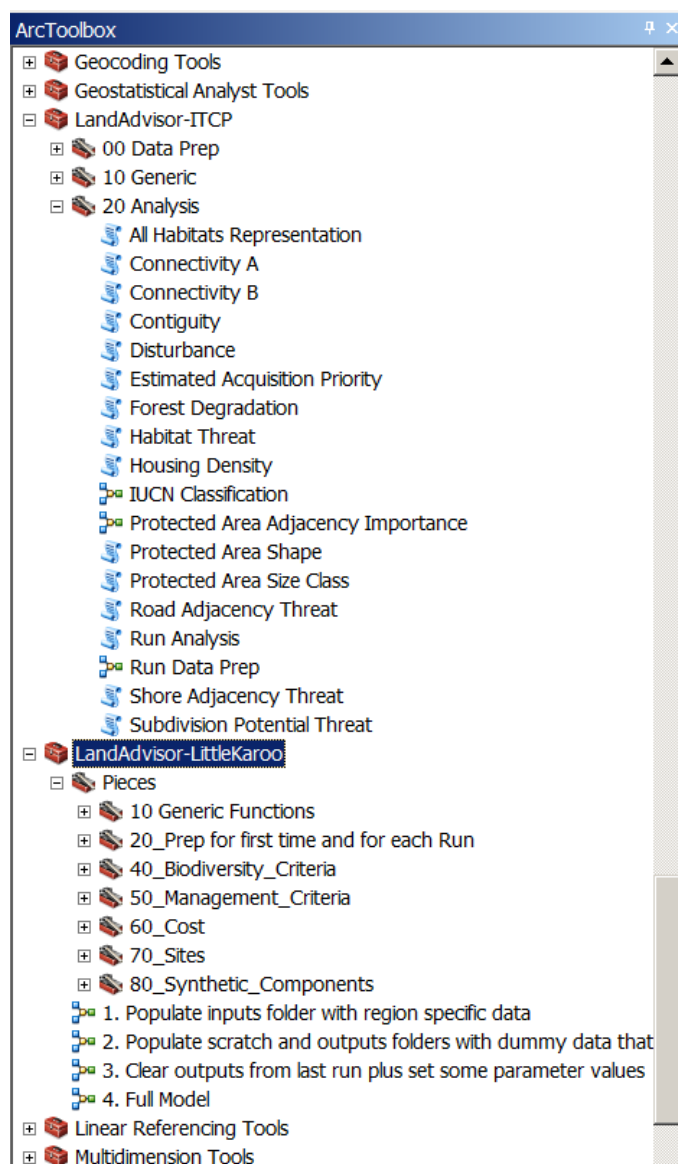 ArcToolbox
Geocoding Tools
Geostatistical Analyst Tools
LandAdvisor-ITCP
00 Data Prep
10 Generic
20 Analysis
All Habitats Representation
Connectivity A
Connectivity B
Contiguity
Disturbance
Estimated Acquisition Priority
Forest Degradation
Habitat Threat
Housing Density
IUCN Classification
Protected Area Adjacency Importance
Protected Area Shape
Protected Area Size Class
Road Adjacency Threat
Run Analysis
Run Data Prep
Shore Adjacency Threat
Subdivision Potential Threat
LandAdvisor-LittleKaroo
Pieces
10 Generic Functions
20_Prep for first time and for each Run
40_Biodiversity_Criteria
50_Management_Criteria
60_Cost
70_Sites
80_Synthetic_Components
1. Populate inputs folder with region specific data
2. Populate scratch and outputs folders with dummy data that
3. Clear outputs from last run plus set some parameter values
4. Full Model
Linear Referencing Tools
Multidimension Tools